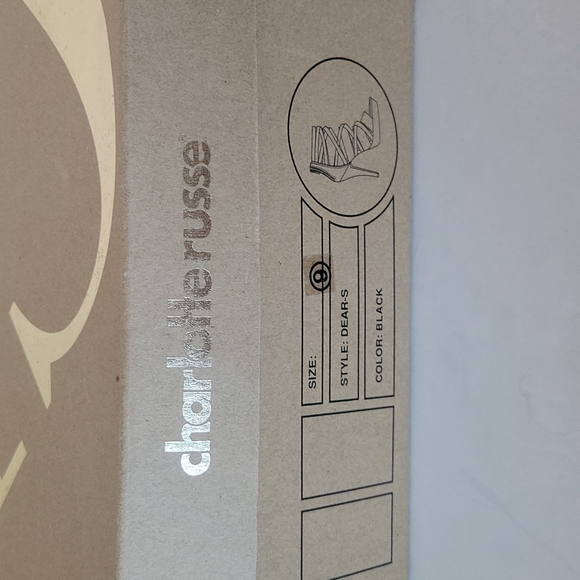 charlotte russe
SIZE: 9
STYLE: DEAR-S
COLOR: BLACK